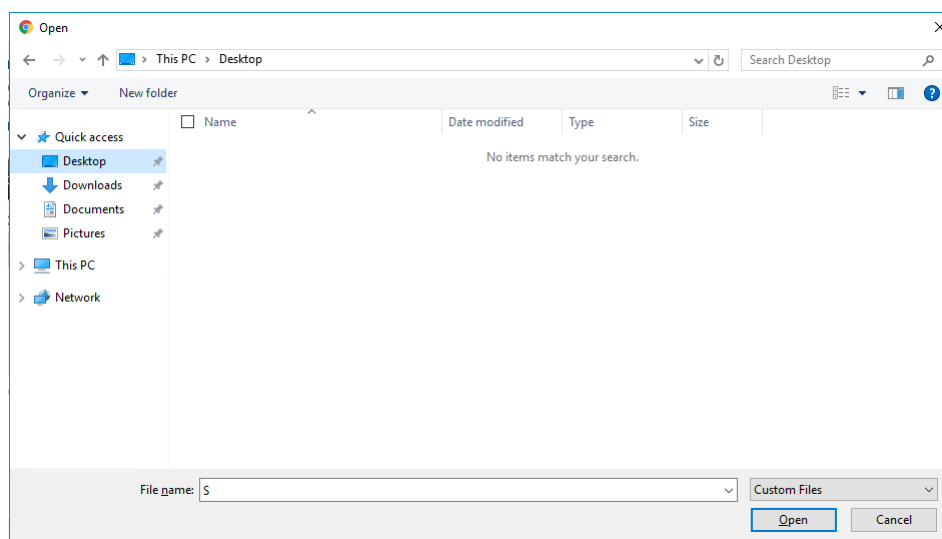 Open
This PC > Desktop
Search Desktop
Organize
New folder
Name
Date modified
Type
Size
No items match your search.
Quick access
Desktop
Downloads
Documents
Pictures
This PC
Network
File name: S
Custom Files
Open
Cancel